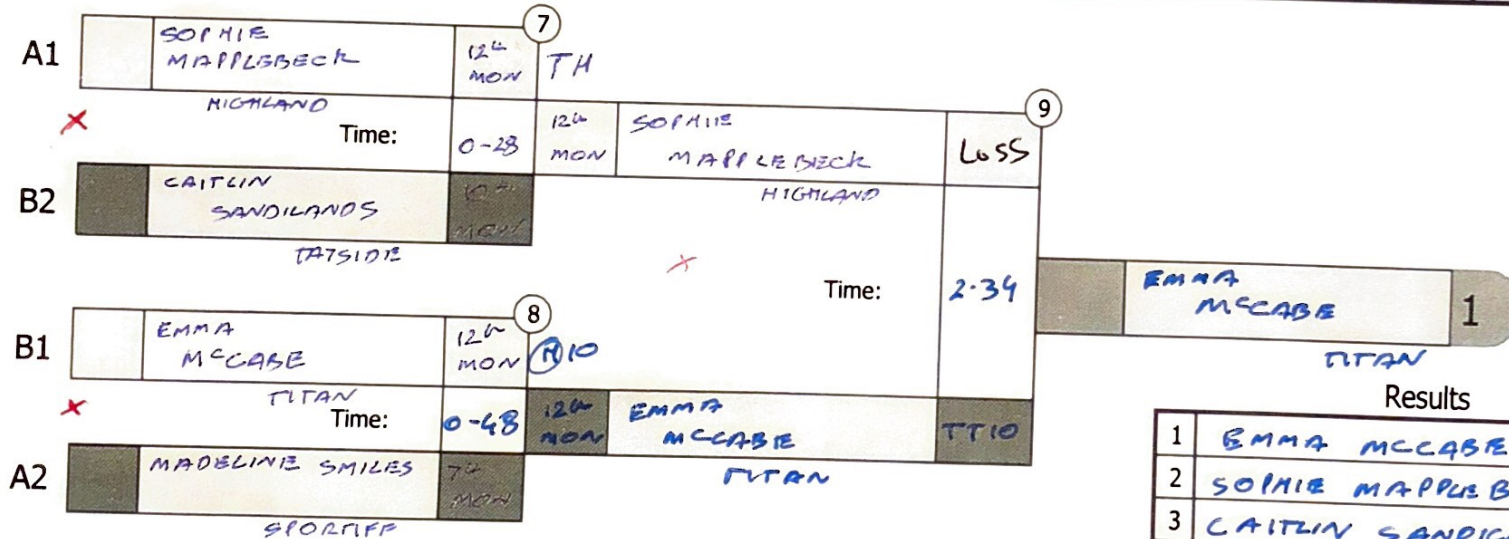 7
A1 SOPHIE 12th TH
MAPPLEBECK MON
HIGHLAND 9
Time: 0-28 12th SOPHIE LOSS
MON MAPPLEBECK
B2 CAITLIN 10th HIGHLAND
SANDILANDS MON
TAYSIDE
Time: 2·34 EMMA 1
MCCABE
8
B1 EMMA 12th TITAN
MCCABE MON H10
TITAN Results
Time: 0-48 12th EMMA TT10
MON MCCABE
A2 MADELINE SMILES 7th TITAN
MON
SPORTIFF
1 EMMA MCCABE
2 SOPHIE MAPPLEB
3 CAITLIN